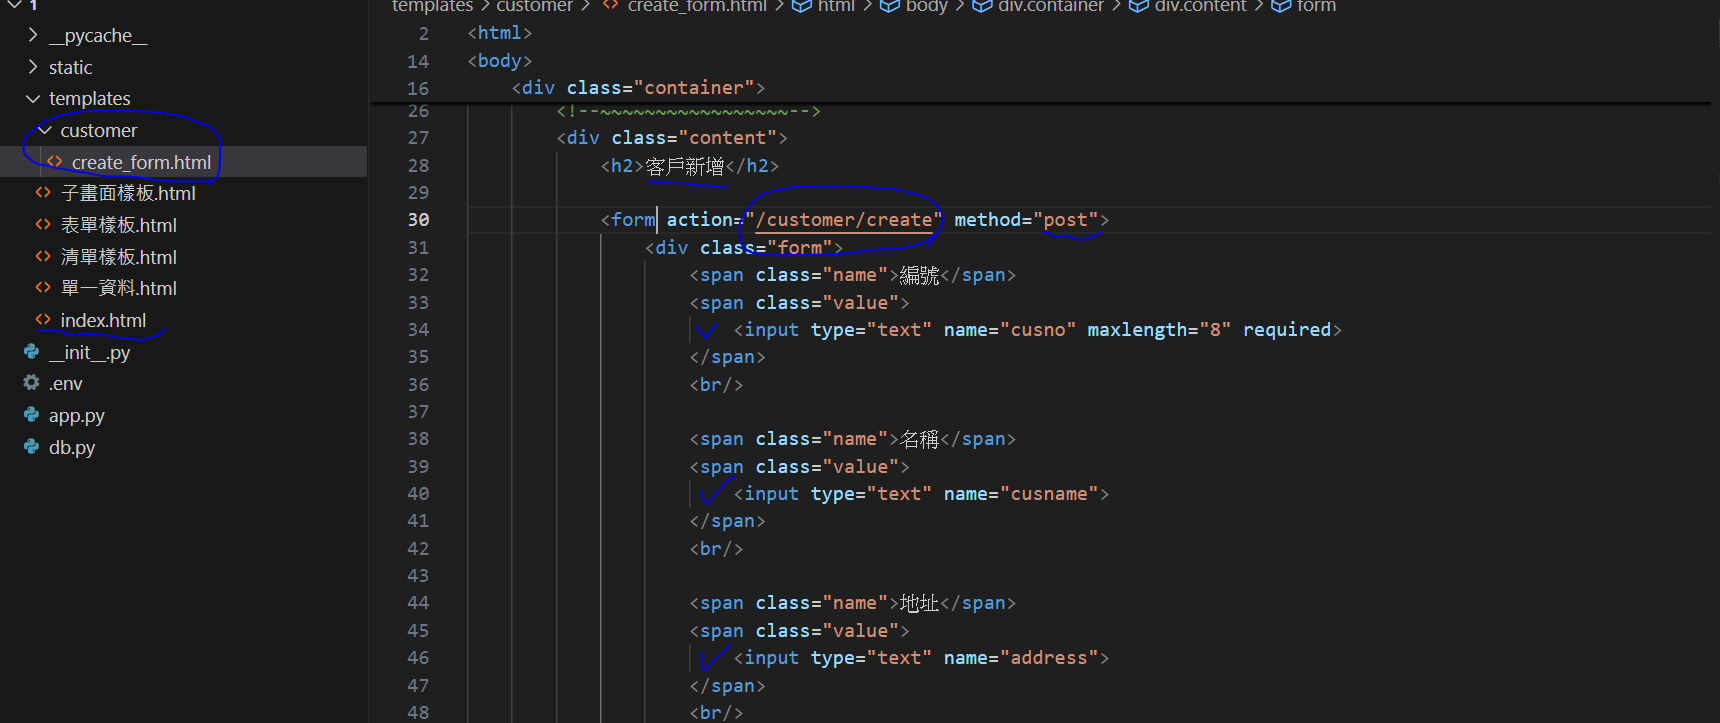 1
__pycache__
static
templates
customer
create_form.html
子畫面樣板.html
表單樣板.html
清單樣板.html
單一資料.html
index.html
__init__.py
.env
app.py
db.py
templates > customer > <> create_form.html > html > body > div.container > div.content > form
2 <html>
14 <body>
16 <div class="container">
26 <!--~~~~~~~~~~~~~~~~~-->
27 <div class="content">
28 <h2>客戶新增</h2>
29
30 <form action="/customer/create" method="post">
31 <div class="form">
32 <span class="name">編號</span>
33 <span class="value">
34 <input type="text" name="cusno" maxlength="8" required>
35 </span>
36 <br/>
37
38 <span class="name">名稱</span>
39 <span class="value">
40 <input type="text" name="cusname">
41 </span>
42 <br/>
43
44 <span class="name">地址</span>
45 <span class="value">
46 <input type="text" name="address">
47 </span>
48 <br/>